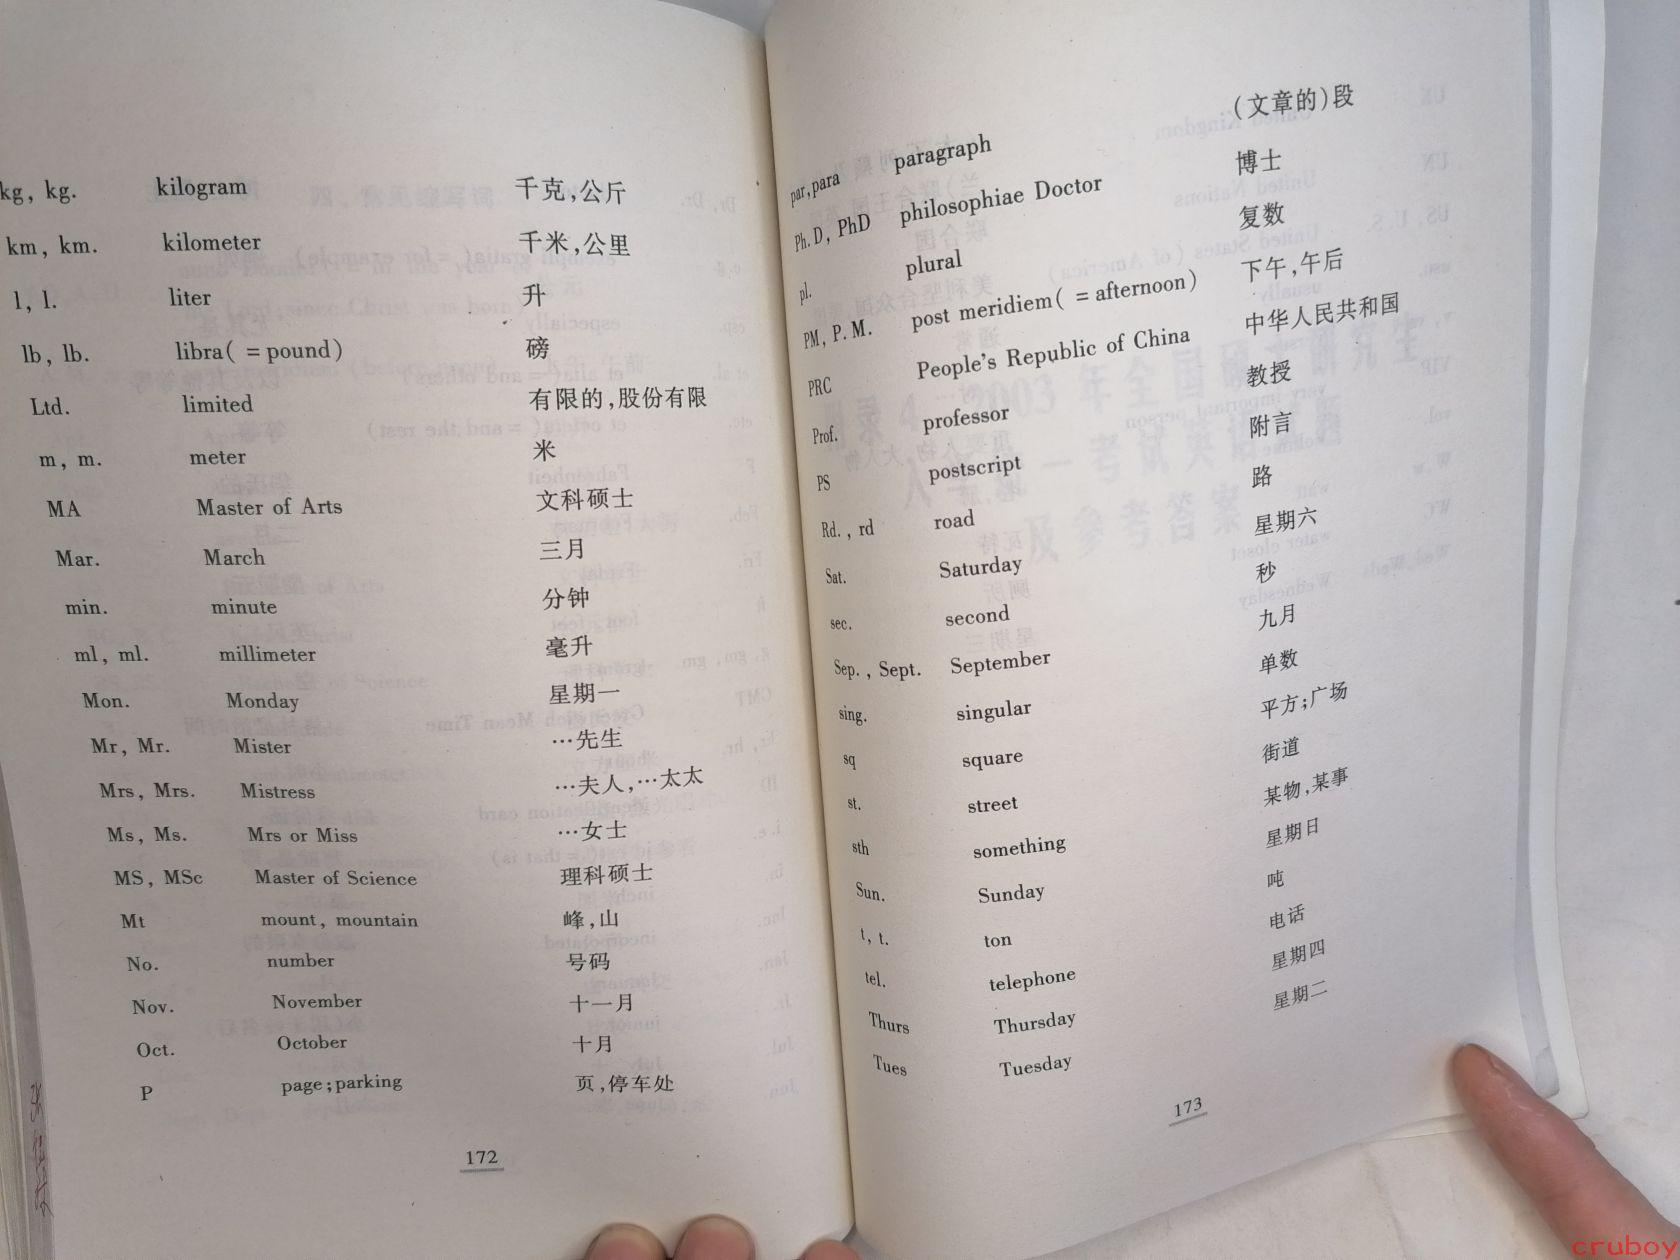 kg, kg. kilogram 千克,公斤
km, km. kilometer 千米,公里
l, l. liter 升
lb, lb. libra( =pound) 磅
Ltd. limited 有限的,股份有限
m, m. meter 米
MA Master of Arts 文科硕士
Mar. March 三月
min. minute 分钟
ml, ml. millimeter 毫升
Mon. Monday 星期一
Mr, Mr. Mister …先生
Mrs, Mrs. Mistress …夫人,…太太
Ms, Ms. Mrs or Miss …女士
MS, MSc Master of Science 理科硕士
Mt mount, mountain 峰,山
No. number 号码
Nov. November 十一月
Oct. October 十月
P page;parking 页,停车处
172
par,para paragraph (文章的)段
Ph.D, PhD philosophiae Doctor 博士
pl. plural 复数
PM, P.M. post meridiem( =afternoon) 下午,午后
PRC People's Republic of China 中华人民共和国
Prof. professor 教授
PS postscript 附言
Rd., rd road 路
Sat. Saturday 星期六
sec. second 秒
Sep., Sept. September 九月
sing. singular 单数
sq square 平方;广场
st. street 街道
sth something 某物,某事
Sun. Sunday 星期日
t, t. ton 吨
tel. telephone 电话
Thurs Thursday 星期四
Tues Tuesday 星期二
173
cruboy